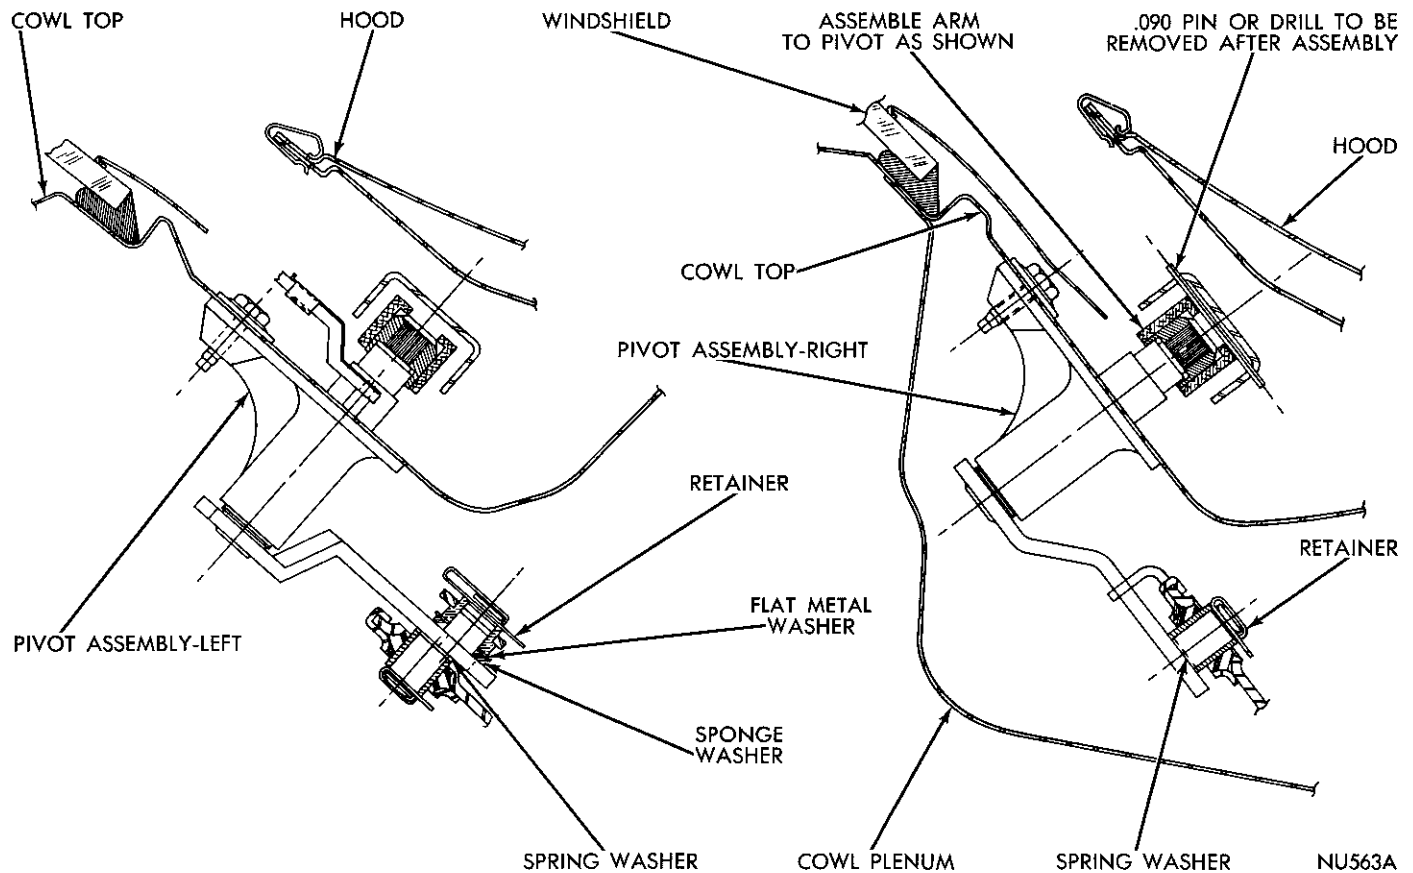 COWL TOP
HOOD
WINDSHIELD
ASSEMBLE ARM
TO PIVOT AS SHOWN
.090 PIN OR DRILL TO BE
REMOVED AFTER ASSEMBLY
HOOD
COWL TOP
PIVOT ASSEMBLY-RIGHT
RETAINER
RETAINER
FLAT METAL
WASHER
PIVOT ASSEMBLY-LEFT
SPONGE
WASHER
SPRING WASHER
COWL PLENUM
SPRING WASHER
NU563A